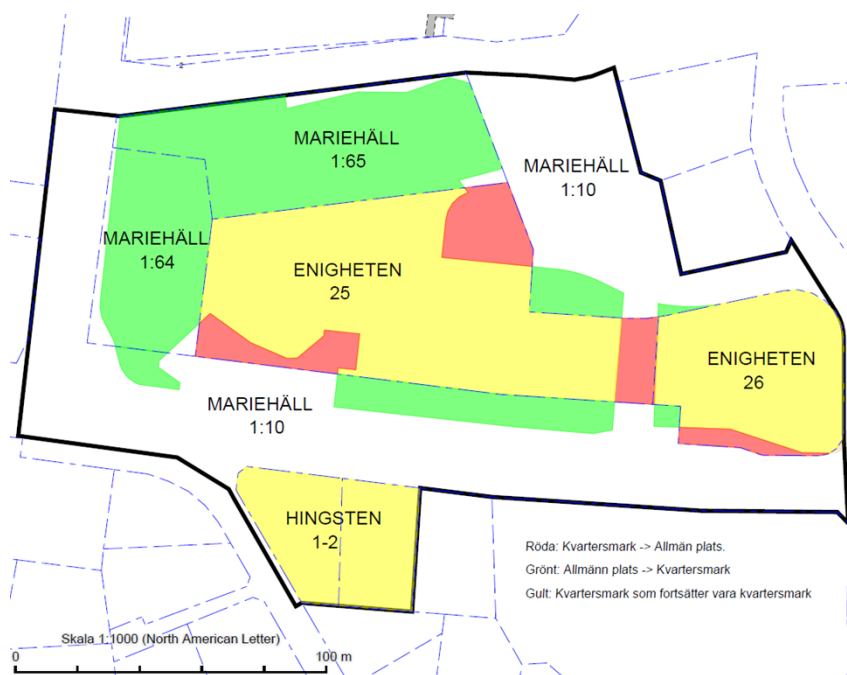 MARIEHÄLL
1:65
MARIEHÄLL
1:10
MARIEHÄLL
1:64
ENIGHETEN
25
ENIGHETEN
26
MARIEHÄLL
1:10
HINGSTEN
1-2
Röda: Kvartersmark -> Allmän plats.
Grönt: Allmänn plats -> Kvartersmark
Gult: Kvartersmark som fortsätter vara kvartersmark
Skala 1:1000 (North American Letter)
0 100 m